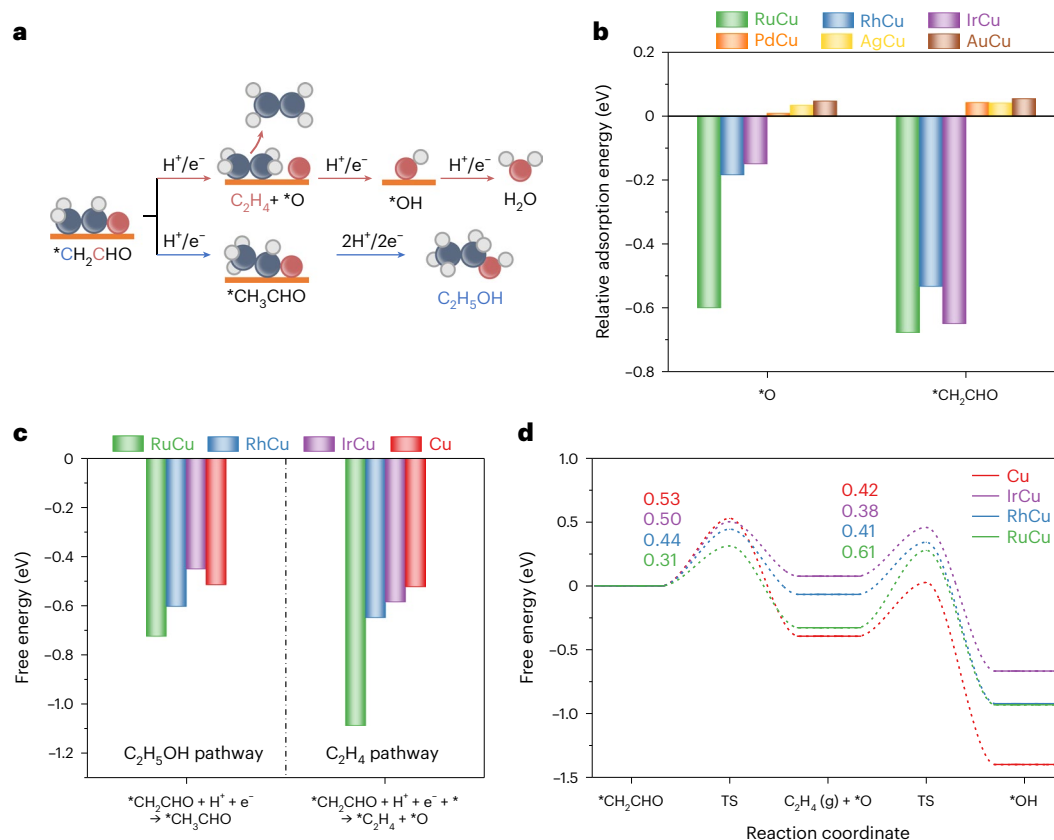 a
H⁺/e⁻
H⁺/e⁻
H⁺/e⁻
C₂H₄ + *O
*OH
H₂O
*CH₂CHO
H⁺/e⁻
2H⁺/2e⁻
*CH₃CHO
C₂H₅OH
b
RuCu RhCu IrCu
PdCu AgCu AuCu
Relative adsorption energy (eV)
0.2
0
−0.2
−0.4
−0.6
−0.8
*O *CH₂CHO
c
RuCu RhCu IrCu Cu
Free energy (eV)
0
−0.2
−0.4
−0.6
−0.8
−1.0
−1.2
C₂H₅OH pathway C₂H₄ pathway
*CH₂CHO + H⁺ + e⁻
→ *CH₃CHO
*CH₂CHO + H⁺ + e⁻ + *
→ *C₂H₄ + *O
d
Free energy (eV)
1.0
0.5
0
−0.5
−1.0
−1.5
0.53
0.50
0.44
0.31
0.42
0.38
0.41
0.61
Cu
IrCu
RhCu
RuCu
*CH₂CHO TS C₂H₄ (g) + *O TS *OH
Reaction coordinate